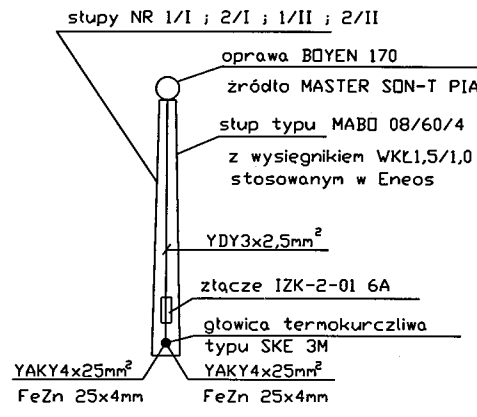 słupy NR 1/I ; 2/I ; 1/II ; 2/II
oprawa BOYEN 170
źródło MASTER SON-T PIA
słup typu MABO 08/60/4
z wysięgnikiem WKŁ1,5/1,0
stosowanym w Eneos
YDY3x2,5mm²
złącze IZK-2-01 6A
głowica termokurczliwa
typu SKE 3M
YAKY4x25mm² YAKY4x25mm²
FeZn 25x4mm FeZn 25x4mm